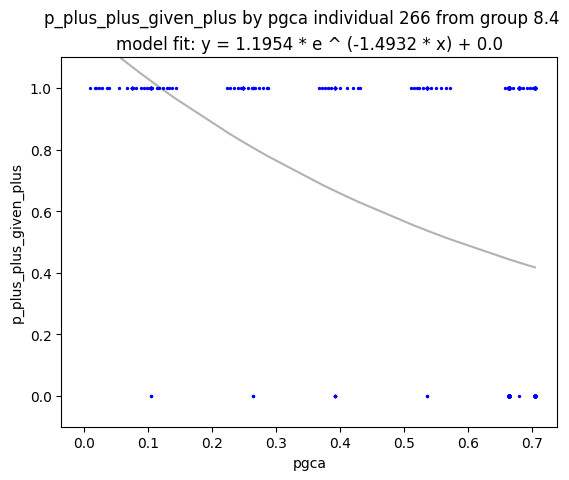 p_plus_plus_given_plus by pgca individual 266 from group 8.4
model fit: y = 1.1954 * e ^ (-1.4932 * x) + 0.0
p_plus_plus_given_plus
1.0
0.8
0.6
0.4
0.2
0.0
0.0 0.1 0.2 0.3 0.4 0.5 0.6 0.7
pgca